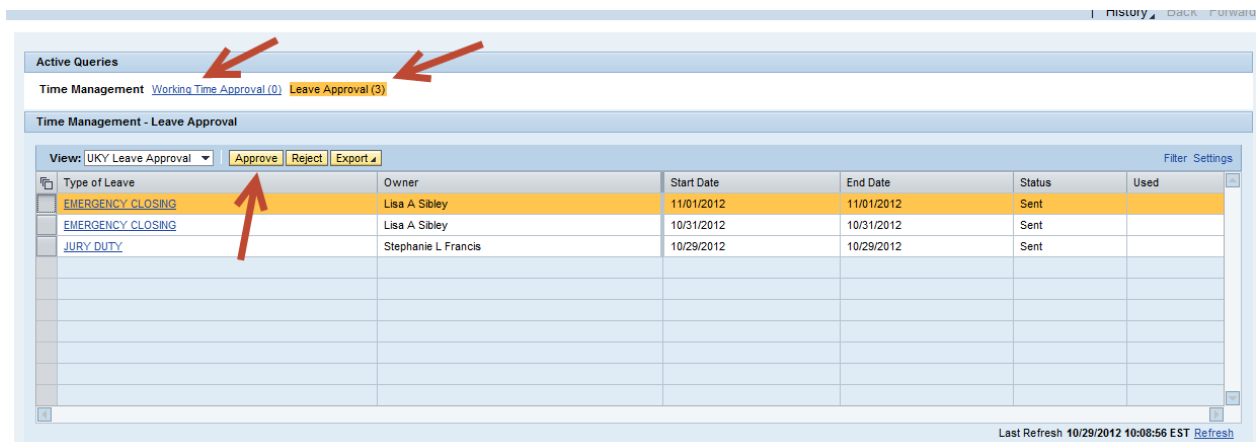 History Back Forward
Active Queries
Time Management Working Time Approval (0) Leave Approval (3)
Time Management - Leave Approval
View: UKY Leave Approval Approve Reject Export Filter Settings
Type of Leave Owner Start Date End Date Status Used
EMERGENCY CLOSING Lisa A Sibley 11/01/2012 11/01/2012 Sent
EMERGENCY CLOSING Lisa A Sibley 10/31/2012 10/31/2012 Sent
JURY DUTY Stephanie L Francis 10/29/2012 10/29/2012 Sent
Last Refresh 10/29/2012 10:08:56 EST Refresh